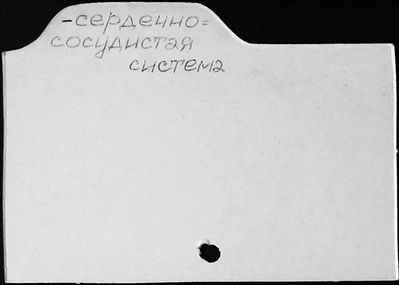 -сердечно=
сосудистая
система